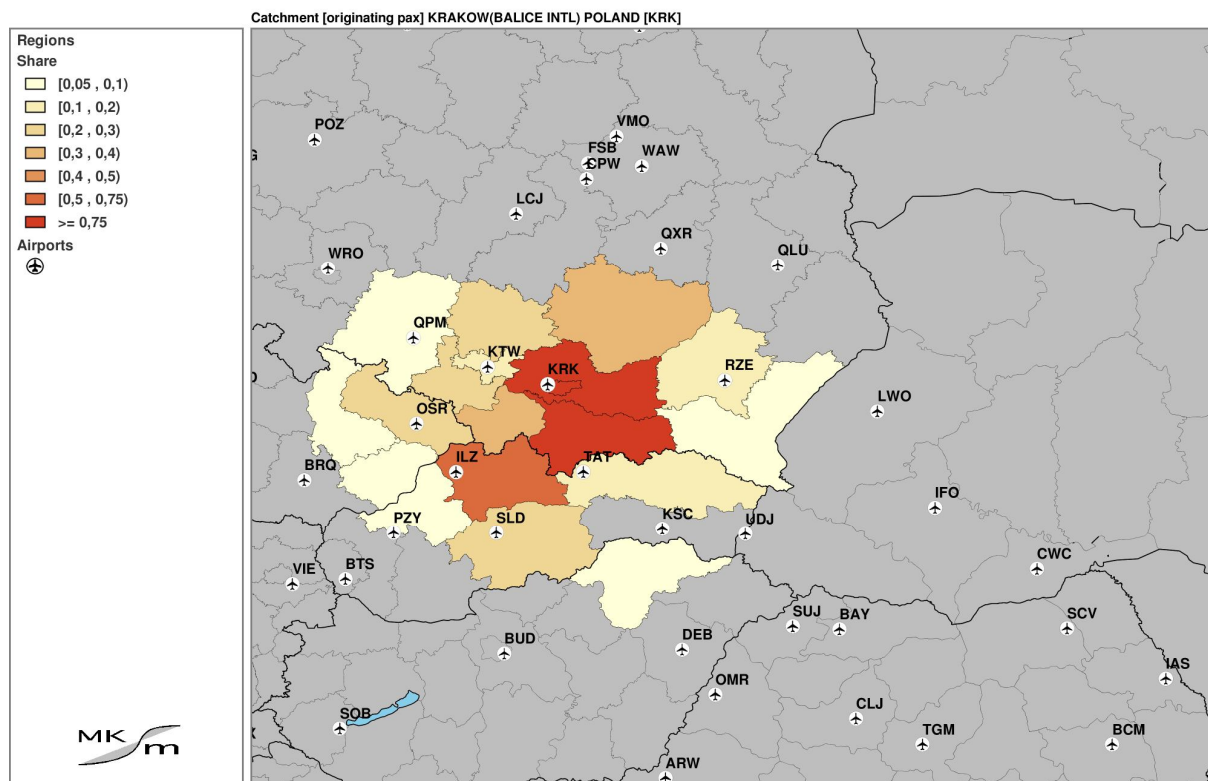 Catchment [originating pax] KRAKOW(BALICE INTL) POLAND [KRK]
Regions
Share
[0,05 , 0,1)
[0,1 , 0,2)
[0,2 , 0,3)
[0,3 , 0,4)
[0,4 , 0,5)
[0,5 , 0,75)
>= 0,75
Airports
POZ
VMO
FSB
WAW
CPW
LCJ
QXR
QLU
WRO
QPM
KTW
KRK
RZE
LWO
OSR
BRQ
ILZ
TAT
IFO
PZY
SLD
KSC
UDJ
CWC
VIE
BTS
SUJ
BAY
SCV
BUD
DEB
IAS
OMR
SOB
CLJ
TGM
BCM
ARW
MK m